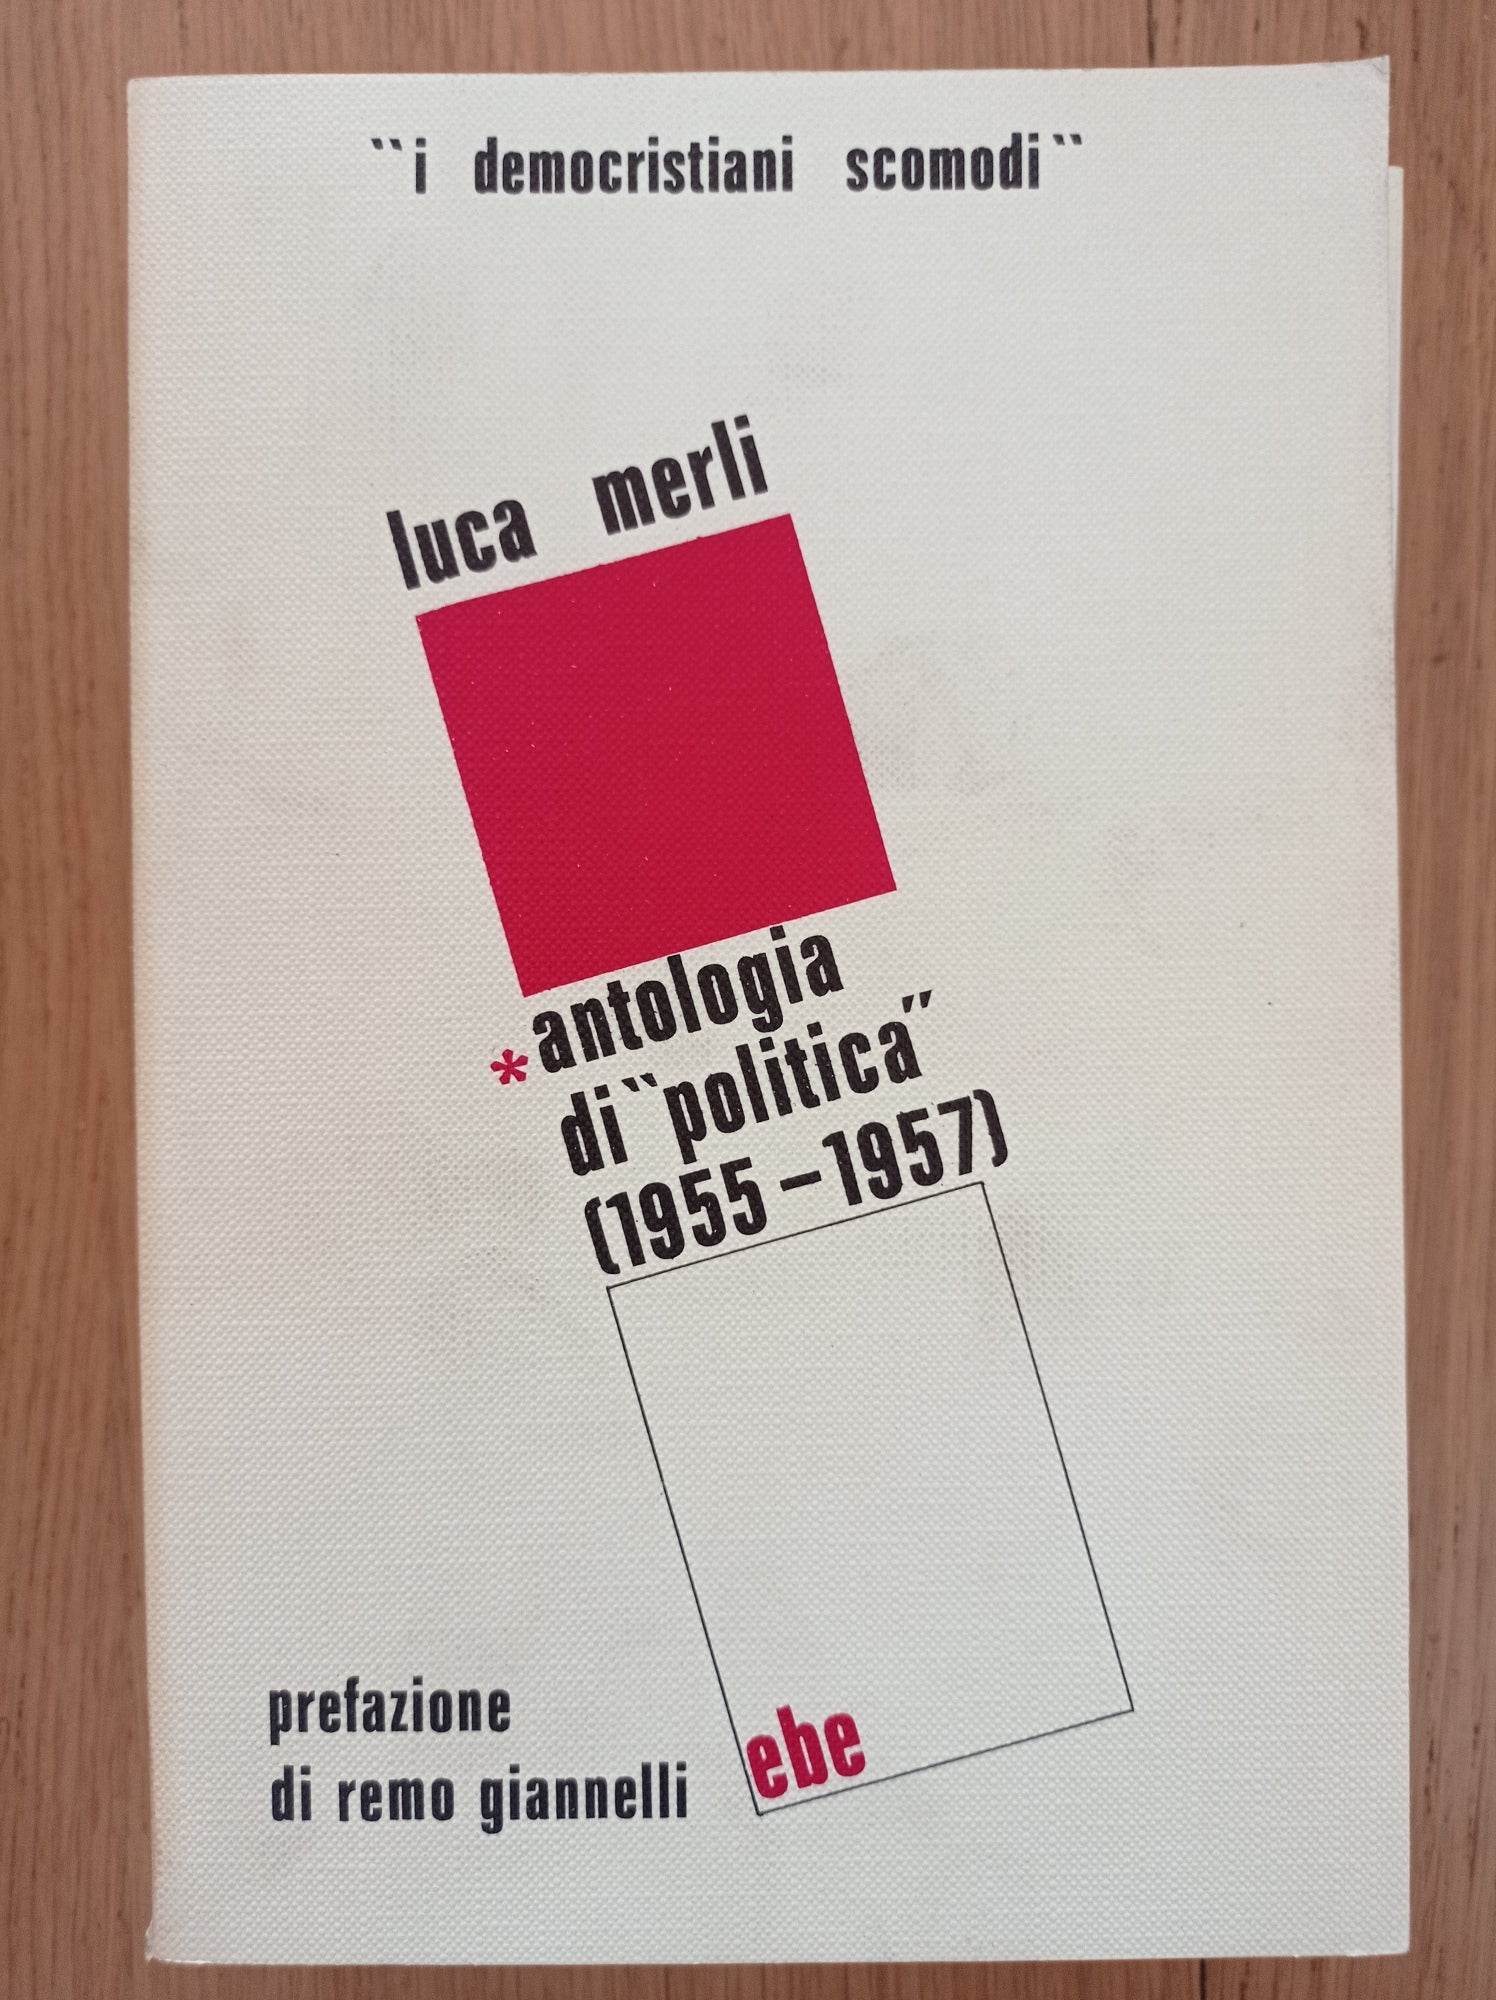 ‶i democristiani scomodi‶
luca merli
*antologia
di‶politica″
(1955-1957)
prefazione
di remo giannelli
ebe